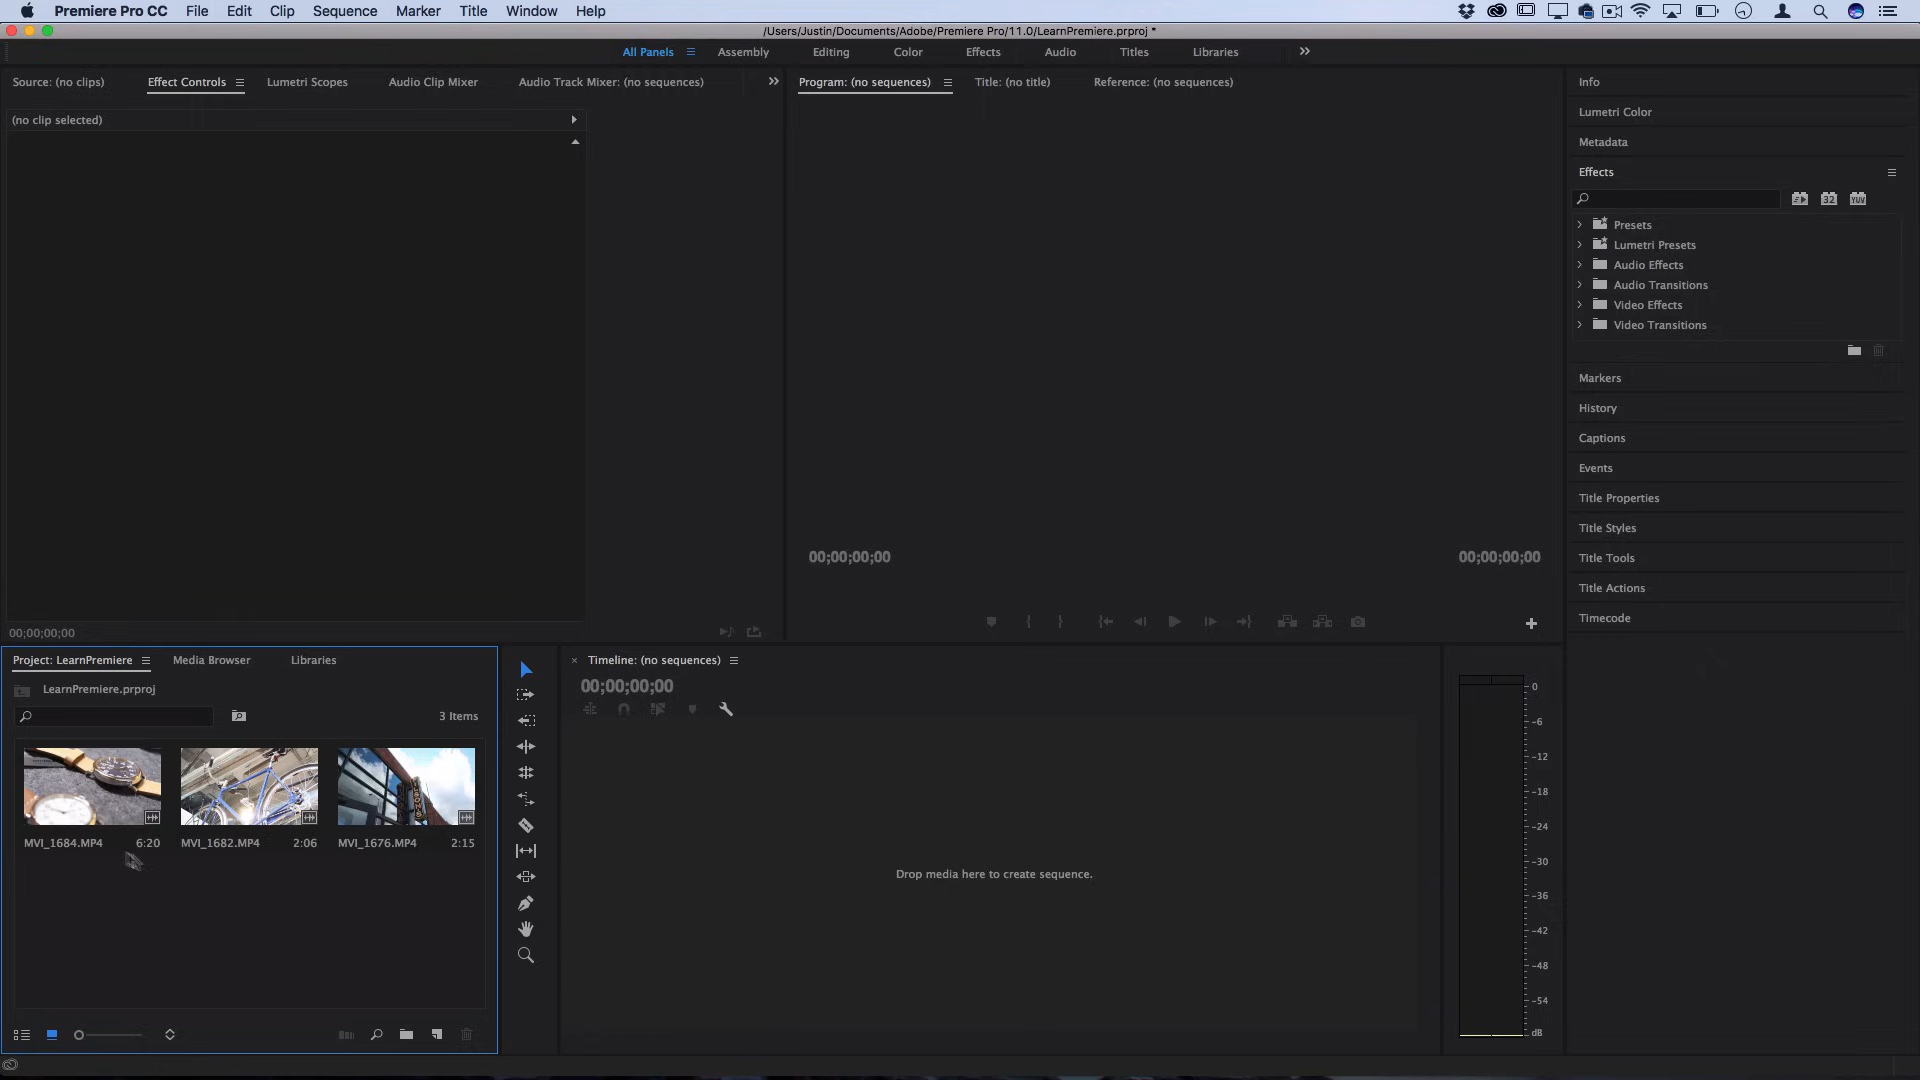 Premiere Pro CC File Edit Clip Sequence Marker Title Window Help
/Users/Justin/Documents/Adobe/Premiere Pro/11.0/LearnPremiere.prproj *
All Panels Assembly Editing Color Effects Audio Titles Libraries
Source: (no clips) Effect Controls Lumetri Scopes Audio Clip Mixer Audio Track Mixer: (no sequences)
(no clip selected)
00;00;00;00
Program: (no sequences) Title: (no title) Reference: (no sequences)
00;00;00;00 00;00;00;00
Info
Lumetri Color
Metadata
Effects
32 YUV
Presets
Lumetri Presets
Audio Effects
Audio Transitions
Video Effects
Video Transitions
Markers
History
Captions
Events
Title Properties
Title Styles
Title Tools
Title Actions
Timecode
Project: LearnPremiere Media Browser Libraries
LearnPremiere.prproj
3 Items
MVI_1684.MP4 6:20 MVI_1682.MP4 2:06 MVI_1676.MP4 2:15
× Timeline: (no sequences)
00;00;00;00
Drop media here to create sequence.
0
-6
-12
-18
-24
-30
-36
-42
-48
-54
dB